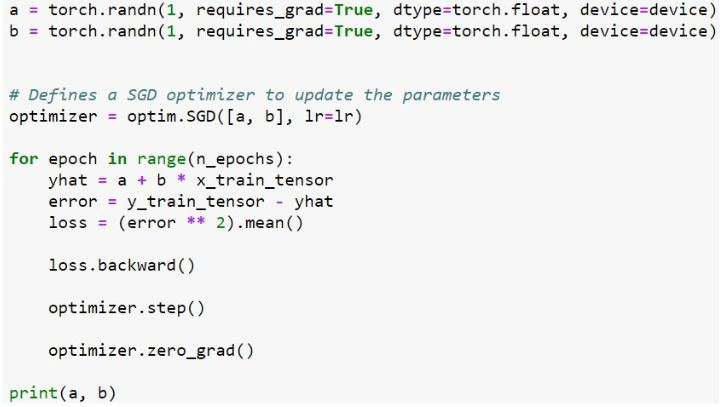 a = torch.randn(1, requires_grad=True, dtype=torch.float, device=device)
b = torch.randn(1, requires_grad=True, dtype=torch.float, device=device)
# Defines a SGD optimizer to update the parameters
optimizer = optim.SGD([a, b], lr=lr)
for epoch in range(n_epochs):
    yhat = a + b * x_train_tensor
    error = y_train_tensor - yhat
    loss = (error ** 2).mean()
    loss.backward()
    optimizer.step()
    optimizer.zero_grad()
print(a, b)